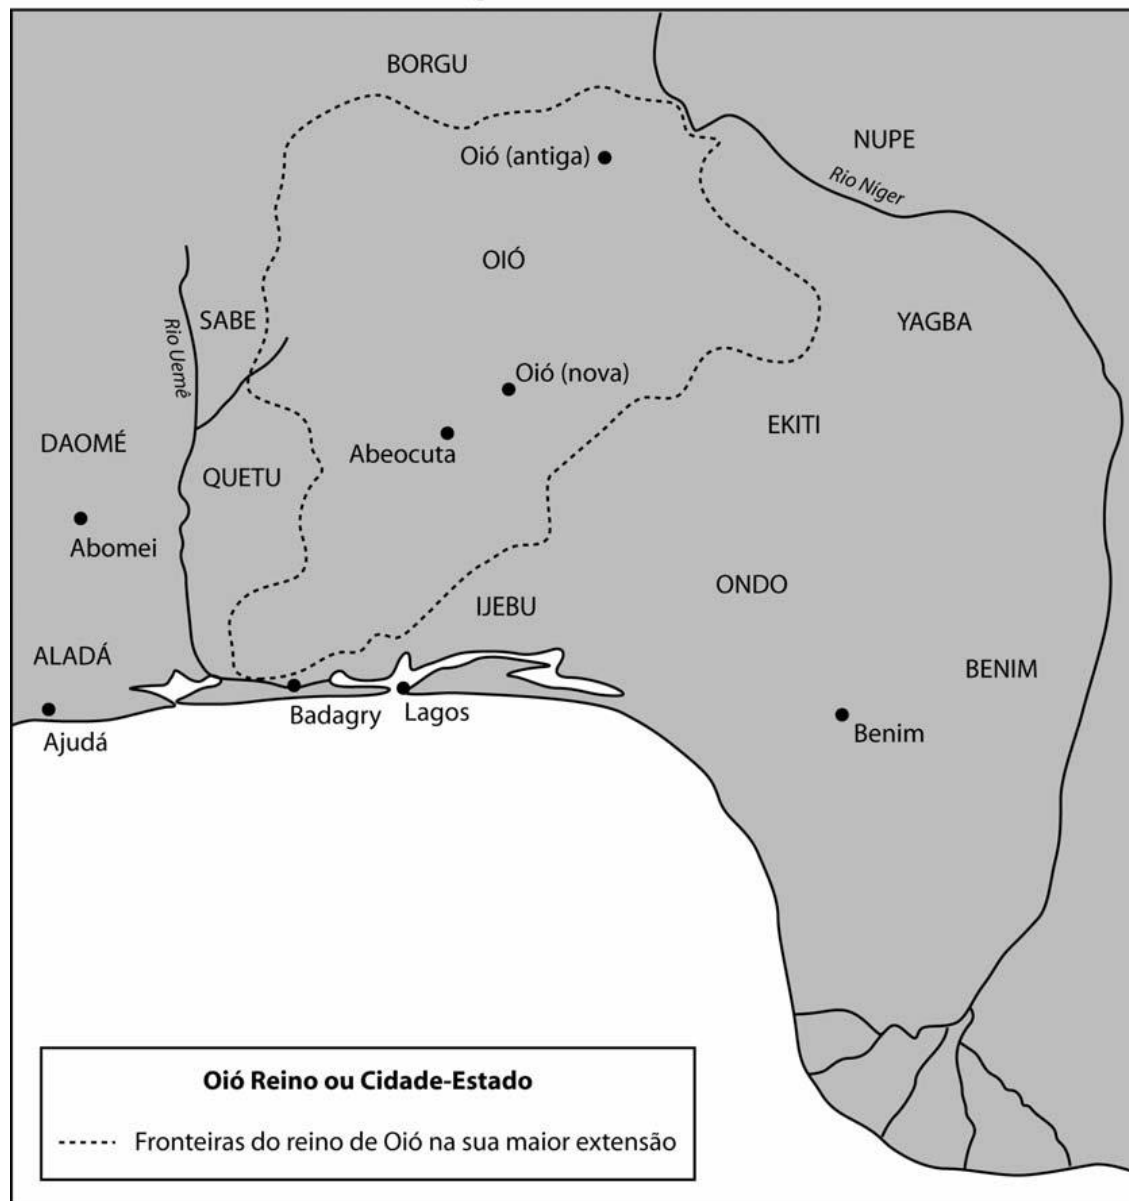 BORGU
NUPE
Oió (antiga)
Rio Níger
OIÓ
SABE
YAGBA
Rio Uemê
Oió (nova)
EKITI
DAOMÉ
Abeocuta
QUETU
Abomei
ONDO
IJEBU
ALADÁ
BENIM
Badagry
Lagos
Benim
Ajudá
Oió Reino ou Cidade-Estado
Fronteiras do reino de Oió na sua maior extensão